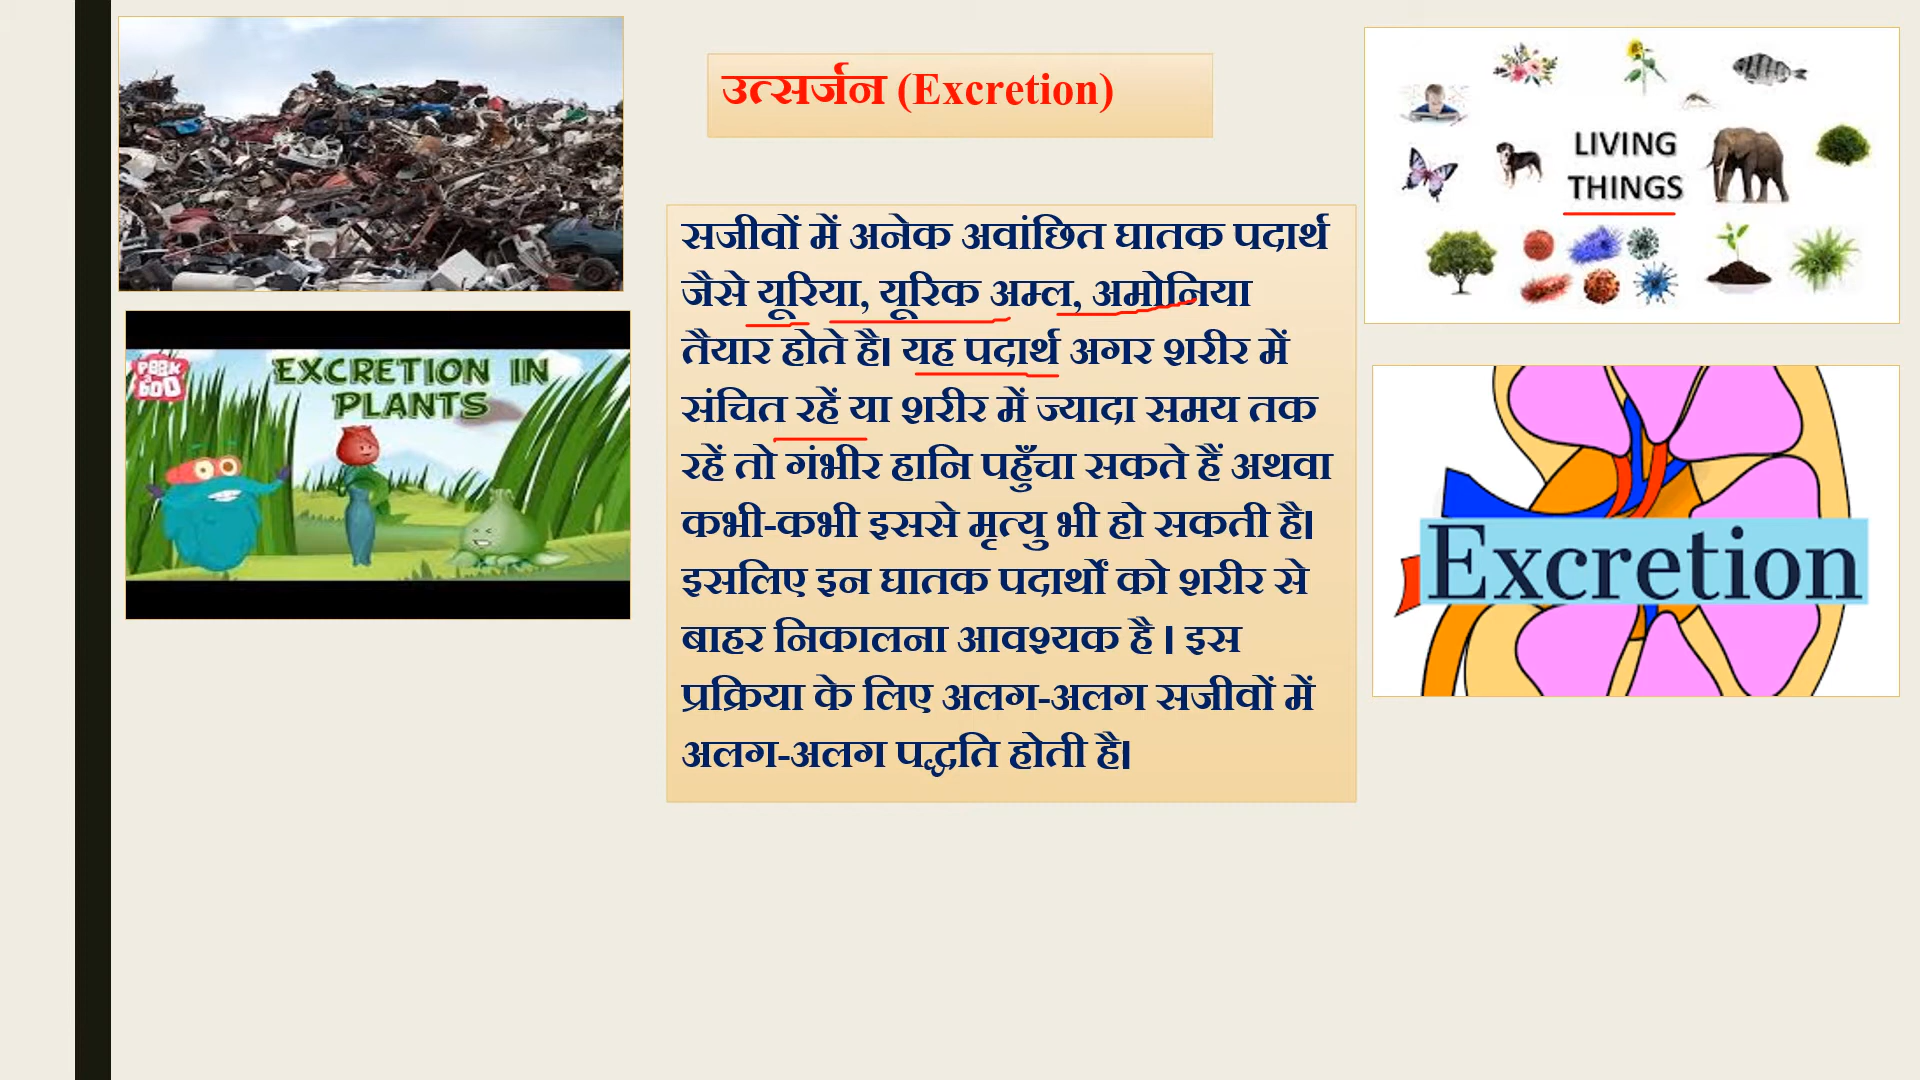 उत्सर्जन (Excretion)
सजीवों में अनेक अवांछित घातक पदार्थ
जैसे यूरिया, यूरिक अम्ल, अमोनिया
तैयार होते है। यह पदार्थ अगर शरीर में
संचित रहें या शरीर में ज्यादा समय तक
रहें तो गंभीर हानि पहुँचा सकते हैं अथवा
कभी-कभी इससे मृत्यु भी हो सकती है।
इसलिए इन घातक पदार्थों को शरीर से
बाहर निकालना आवश्यक है । इस
प्रक्रिया के लिए अलग-अलग सजीवों में
अलग-अलग पद्धति होती है।
PEEK
A
BOO
EXCRETION IN
PLANTS
LIVING
THINGS
Excretion